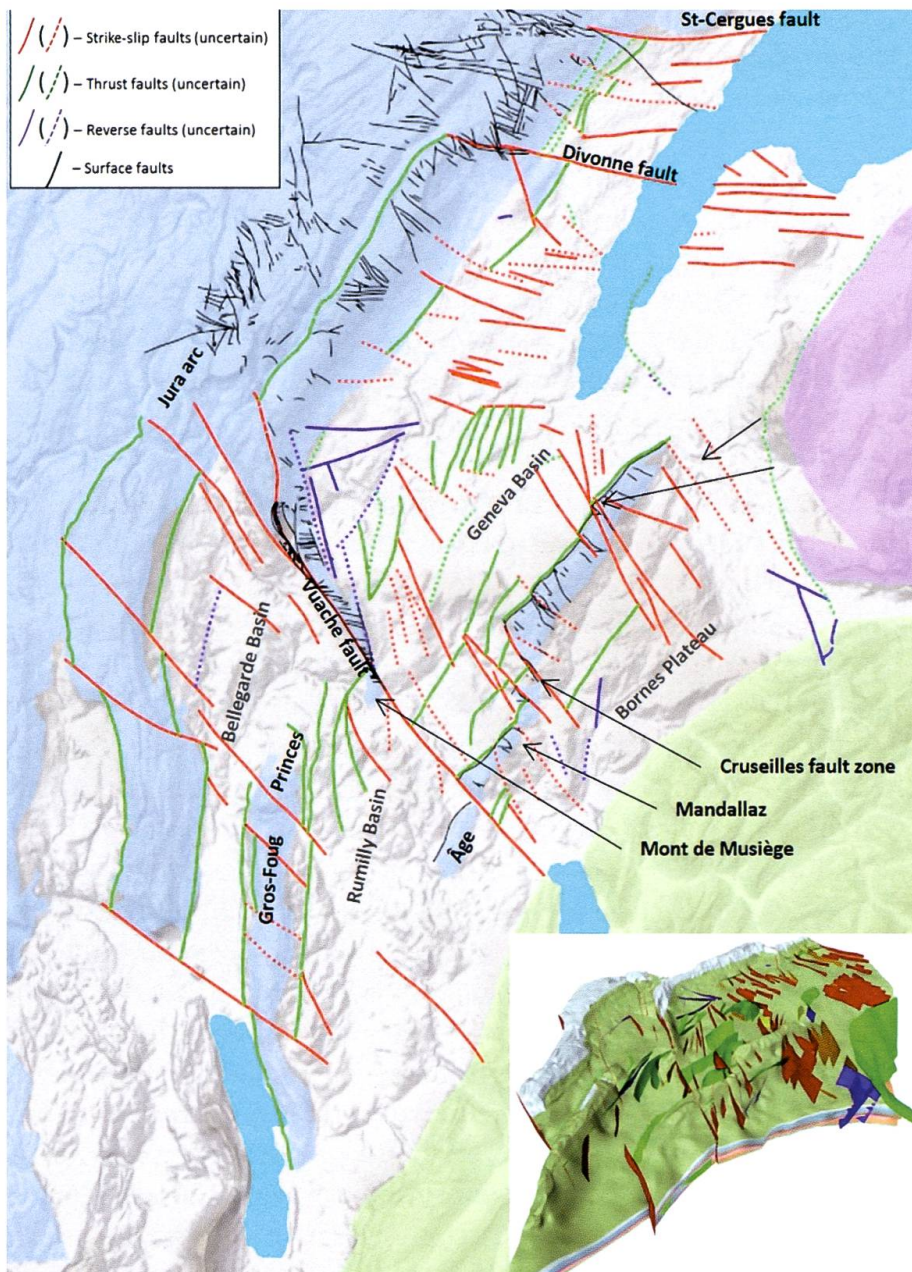 / ( / ) – Strike-slip faults (uncertain)
/ ( / ) – Thrust faults (uncertain)
/ ( / ) – Reverse faults (uncertain)
/ – Surface faults
St-Cergues fault
Divonne fault
Jura arc
Geneva Basin
Vuache fault
Bellegarde Basin
Bornes Plateau
Princes
Cruseilles fault zone
Rumilly Basin
Mandallaz
Âge
Mont de Musiège
Gros-Foug